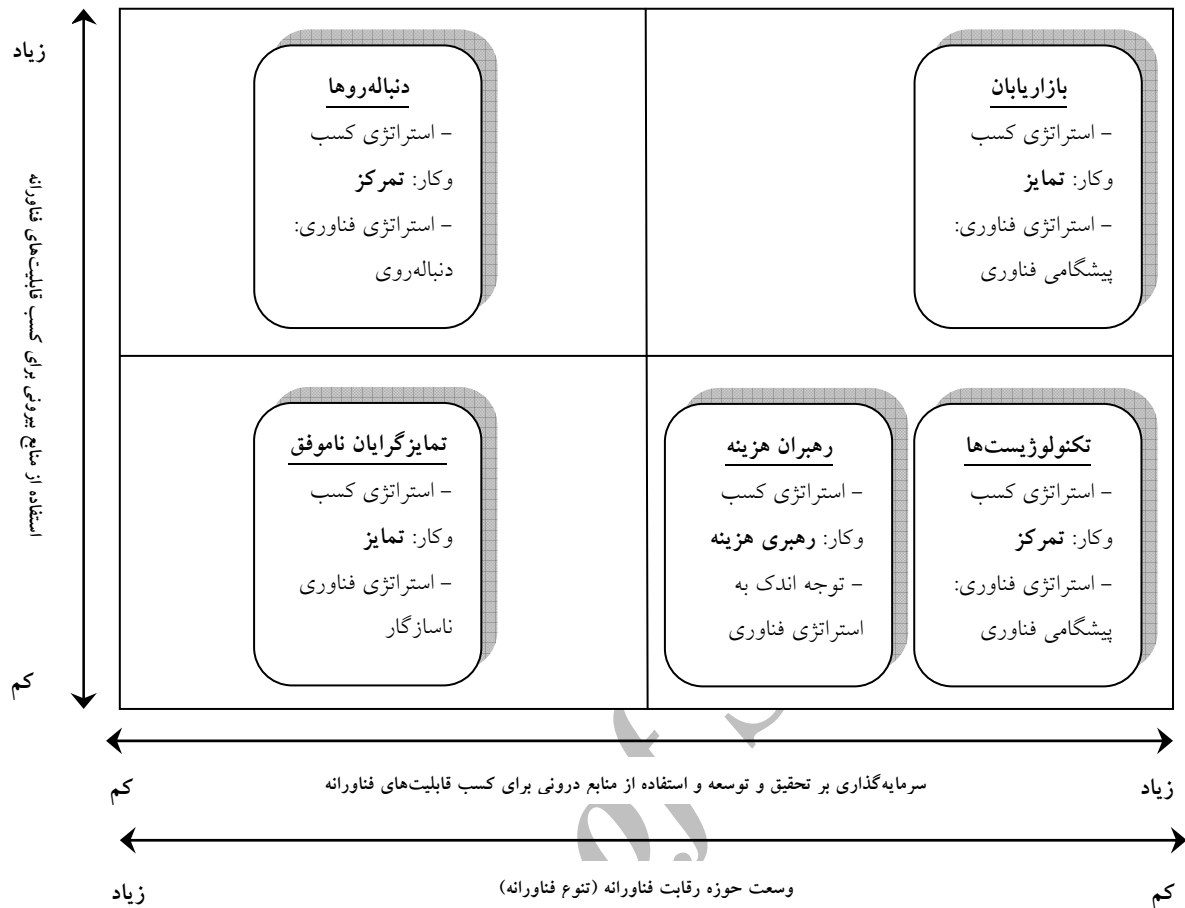 زیاد
استفاده از منابع بیرونی برای کسب قابلیت‌های فناورانه
کم
بازاریابان
- استراتژی کسب
وکار: تمایز
- استراتژی فناوری:
پیشگامی فناوری
دنباله‌روها
- استراتژی کسب
وکار: تمرکز
- استراتژی فناوری:
دنباله‌روی
تکنولوژیست‌ها
- استراتژی کسب
وکار: تمرکز
- استراتژی فناوری:
پیشگامی فناوری
رهبران هزینه
- استراتژی کسب
وکار: رهبری هزینه
- توجه اندک به
استراتژی فناوری
تمایزگرایان ناموفق
- استراتژی کسب
وکار: تمایز
- استراتژی فناوری
ناسازگار
زیاد
سرمایه‌گذاری بر تحقیق و توسعه و استفاده از منابع درونی برای کسب قابلیت‌های فناورانه
کم
کم
وسعت حوزه رقابت فناورانه (تنوع فناورانه)
زیاد